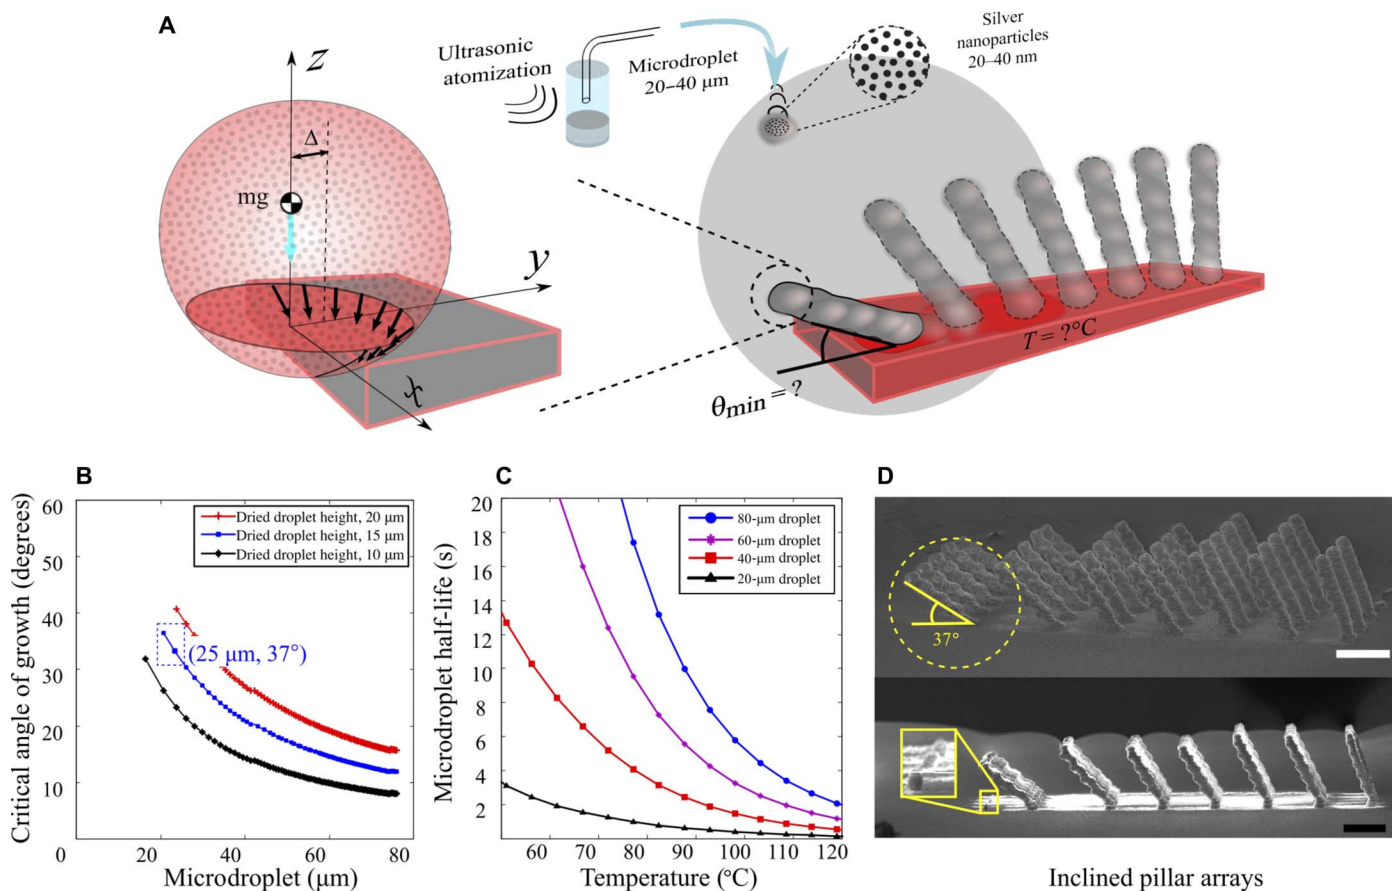 A
z
Δ
mg
y
x
Ultrasonic
atomization
Microdroplet
20–40 μm
Silver
nanoparticles
20–40 nm
T = ?°C
θmin = ?
B
Critical angle of growth (degrees)
60
50
40
30
20
10
0
20
40
60
80
Microdroplet (μm)
Dried droplet height, 20 μm
Dried droplet height, 15 μm
Dried droplet height, 10 μm
(25 μm, 37°)
C
Microdroplet half-life (s)
20
18
16
14
12
10
8
6
4
2
60
70
80
90
100
110
120
Temperature (°C)
80-μm droplet
60-μm droplet
40-μm droplet
20-μm droplet
D
37°
Inclined pillar arrays